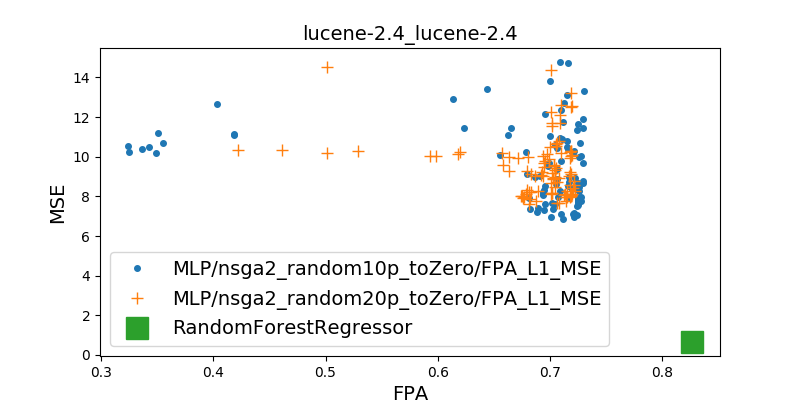 lucene-2.4_lucene-2.4
MSE
14
12
10
8
6
4
2
0
MLP/nsga2_random10p_toZero/FPA_L1_MSE
MLP/nsga2_random20p_toZero/FPA_L1_MSE
RandomForestRegressor
0.3 0.4 0.5 0.6 0.7 0.8
FPA